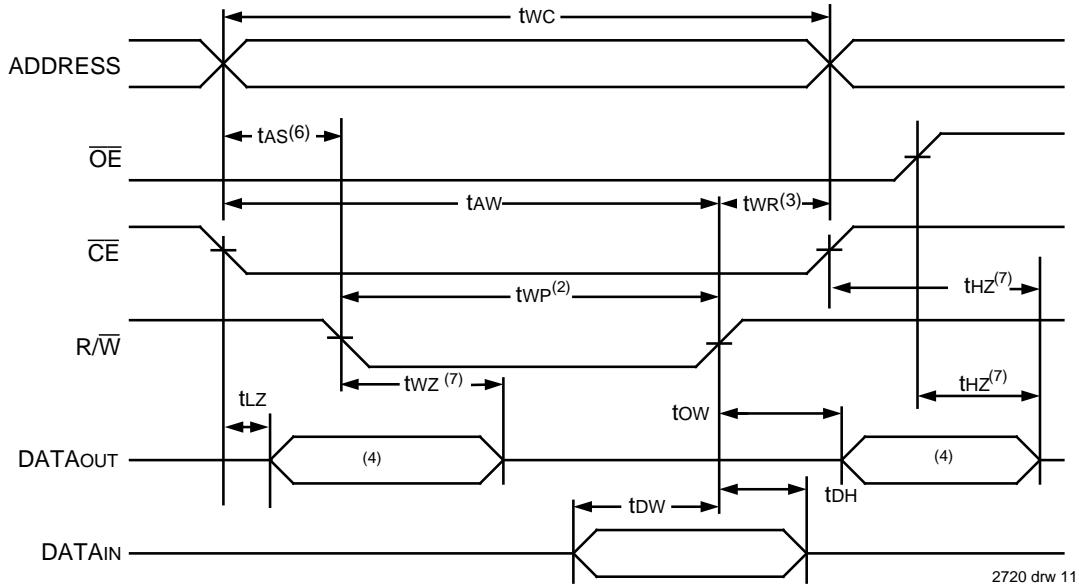 tWC
ADDRESS
tAS(6)
OE
tAW
tWR(3)
CE
tWP(2)
tHZ(7)
R/W
tWZ (7)
tHZ(7)
tLZ
tOW
DATAOUT
(4)
(4)
tDW
tDH
DATAIN
2720 drw 11